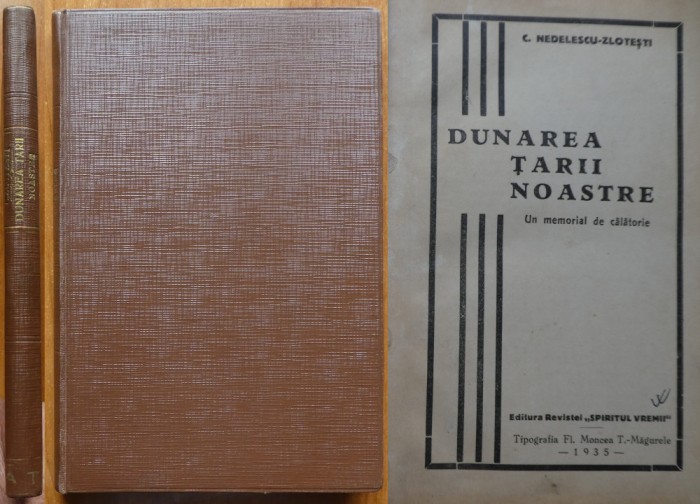 DUNAREA ȚARII
A T
C. NEDELESCU-ZLOTEȘTI
DUNAREA
ȚARII
NOASTRE
Un memorial de călătorie
Editura Revistei „SPIRITUL VREMII"
Tipografia Fl. Moncea T.-Măgurele
— 1935 —